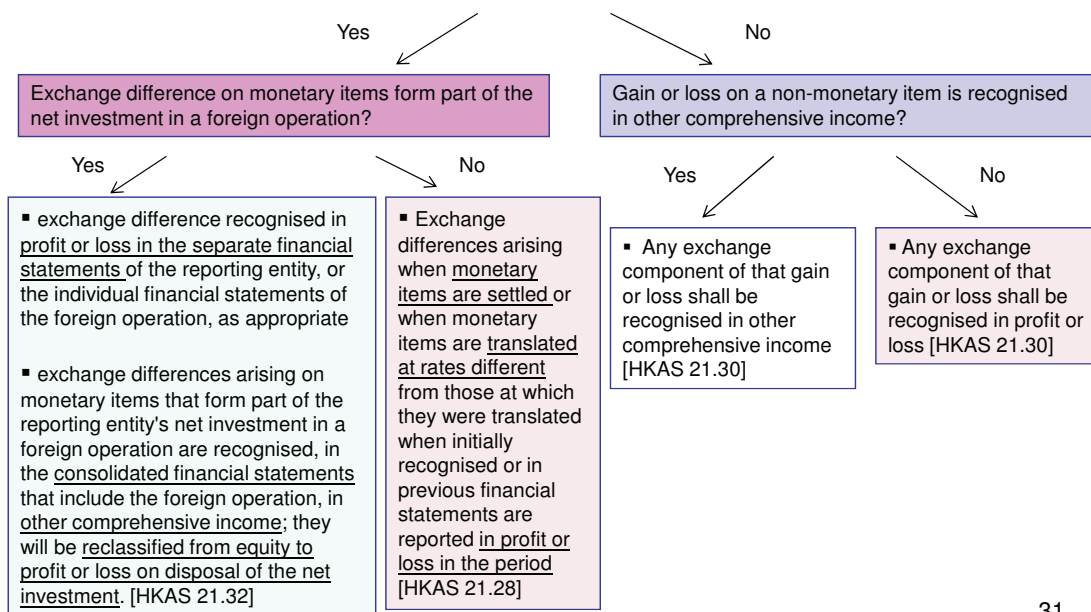 Yes
No
Exchange difference on monetary items form part of the
net investment in a foreign operation?
Gain or loss on a non-monetary item is recognised
in other comprehensive income?
Yes
No
Yes
No
▪ exchange difference recognised in
profit or loss in the separate financial
statements of the reporting entity, or
the individual financial statements of
the foreign operation, as appropriate
▪ exchange differences arising on
monetary items that form part of the
reporting entity's net investment in a
foreign operation are recognised, in
the consolidated financial statements
that include the foreign operation, in
other comprehensive income; they
will be reclassified from equity to
profit or loss on disposal of the net
investment. [HKAS 21.32]
▪ Exchange
differences arising
when monetary
items are settled or
when monetary
items are translated
at rates different
from those at which
they were translated
when initially
recognised or in
previous financial
statements are
reported in profit or
loss in the period
[HKAS 21.28]
▪ Any exchange
component of that gain
or loss shall be
recognised in other
comprehensive income
[HKAS 21.30]
▪ Any exchange
component of that
gain or loss shall be
recognised in profit or
loss [HKAS 21.30]
31